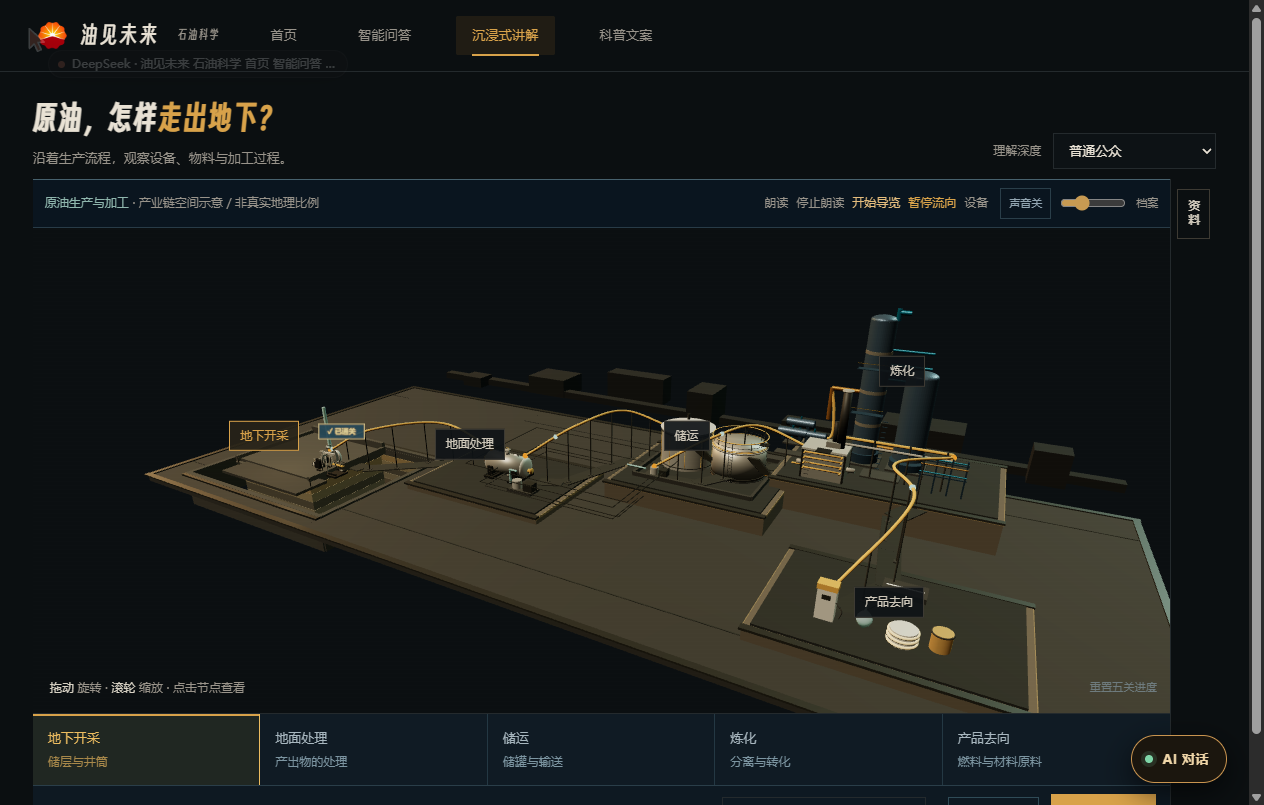 油见未来 石油科学 首页 智能问答 沉浸式讲解 科普文案
DeepSeek · 油见未来 石油科学 首页 智能问答 ...
原油，怎样走出地下？
沿着生产流程，观察设备、物料与加工过程。
理解深度 普通公众
原油生产与加工 · 产业链空间示意 / 非真实地理比例
朗读 停止朗读 开始导览 暂停流向 设备 声音关 档案
资料
炼化
地下开采
✓ 已通关
地面处理
储运
产品去向
拖动 旋转 · 滚轮 缩放 · 点击节点查看
重置五关进度
地下开采
储层与井筒
地面处理
产出物的处理
储运
储罐与输送
炼化
分离与转化
产品去向
燃料与材料原料
AI 对话